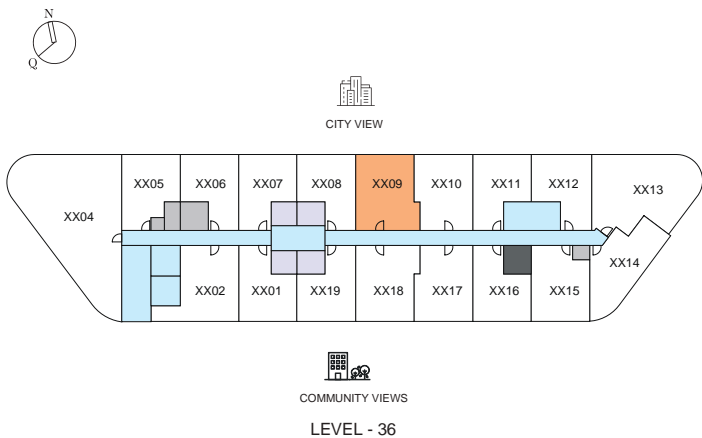 N
Q
CITY VIEW
XX05 XX06 XX07 XX08 XX09 XX10 XX11 XX12 XX13
XX04
XX14
XX02 XX01 XX19 XX18 XX17 XX16 XX15
COMMUNITY VIEWS
LEVEL - 36